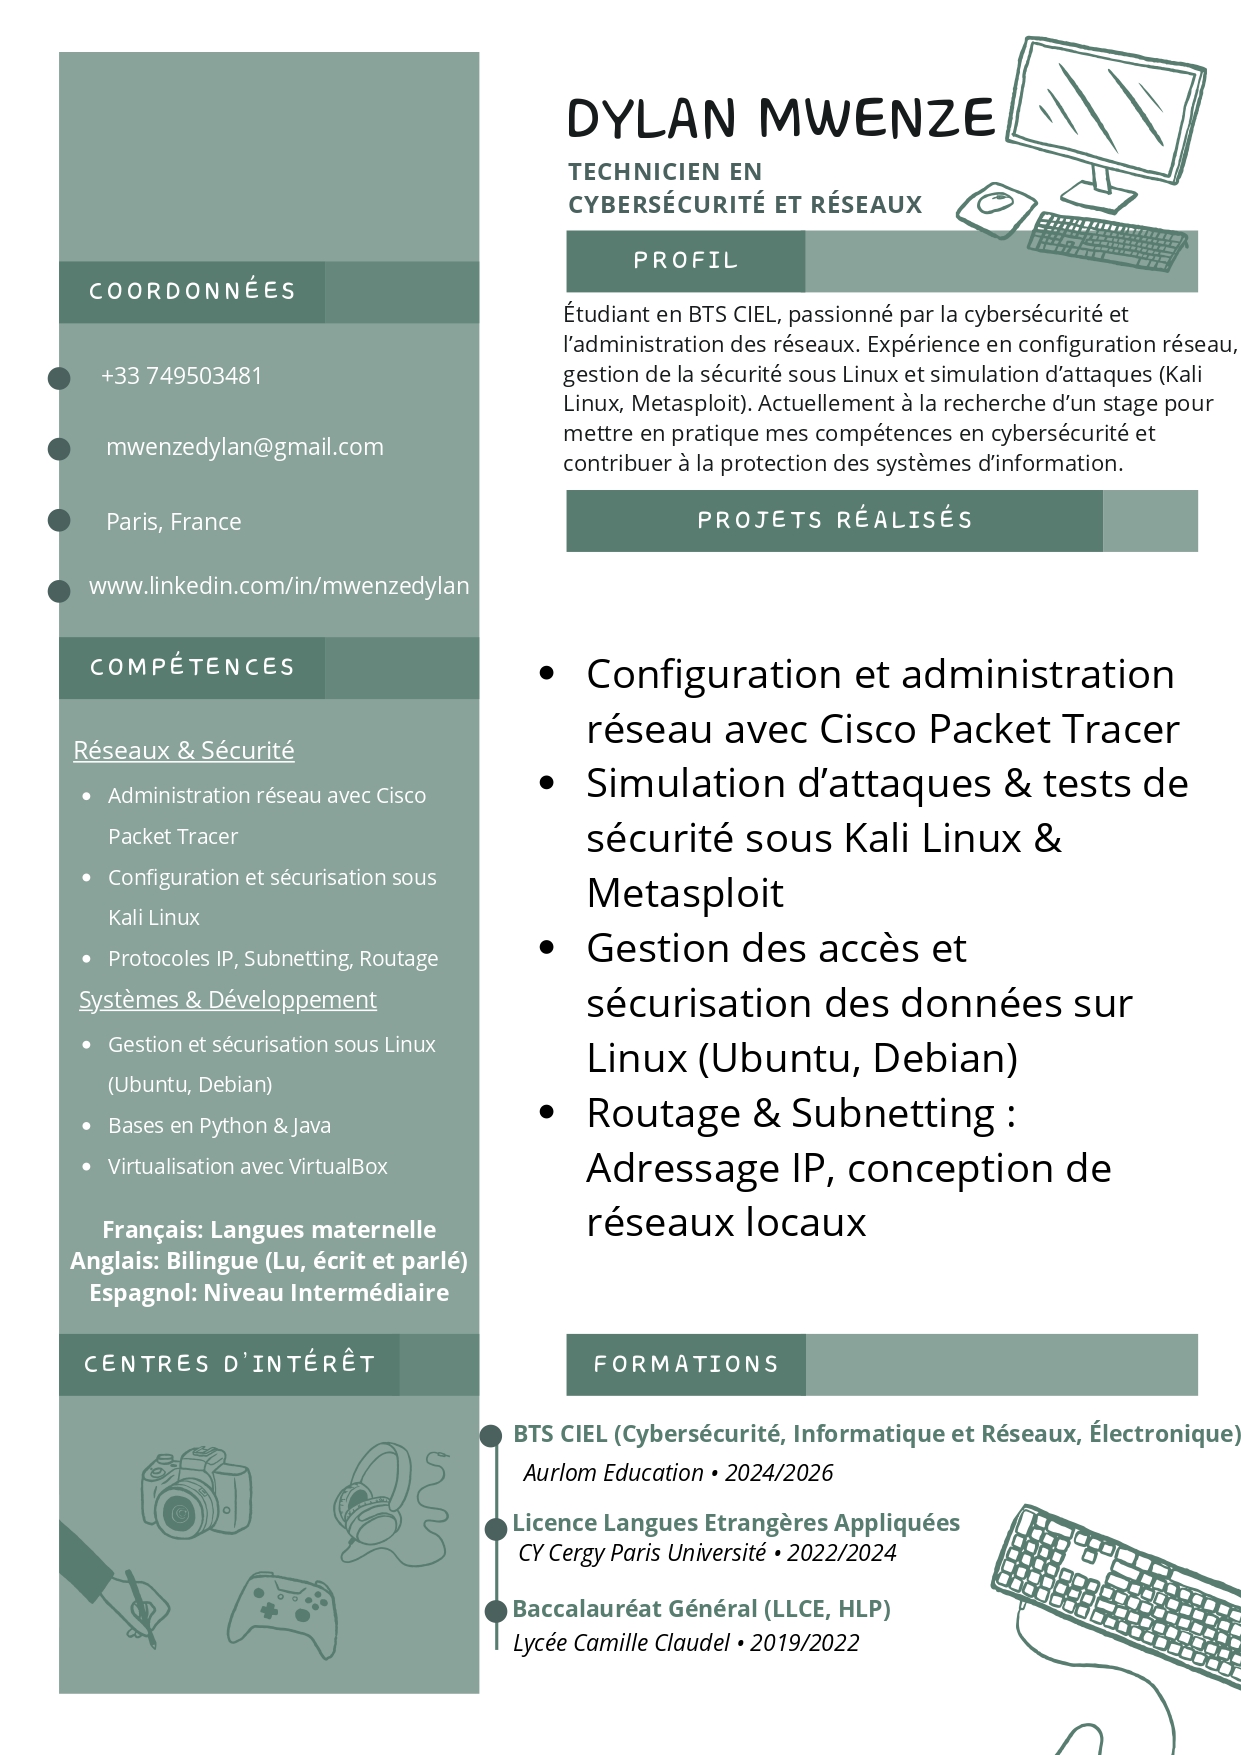 DYLAN MWENZE
TECHNICIEN EN
CYBERSÉCURITÉ ET RÉSEAUX
COORDONNÉES
+33 749503481
mwenzedylan@gmail.com
Paris, France
www.linkedin.com/in/mwenzedylan
COMPÉTENCES
Réseaux & Sécurité
• Administration réseau avec Cisco
Packet Tracer
• Configuration et sécurisation sous
Kali Linux
• Protocoles IP, Subnetting, Routage
Systèmes & Développement
• Gestion et sécurisation sous Linux
(Ubuntu, Debian)
• Bases en Python & Java
• Virtualisation avec VirtualBox
Français: Langues maternelle
Anglais: Bilingue (Lu, écrit et parlé)
Espagnol: Niveau Intermédiaire
CENTRES D'INTÉRÊT
PROFIL
Étudiant en BTS CIEL, passionné par la cybersécurité et
l’administration des réseaux. Expérience en configuration réseau,
gestion de la sécurité sous Linux et simulation d’attaques (Kali
Linux, Metasploit). Actuellement à la recherche d’un stage pour
mettre en pratique mes compétences en cybersécurité et
contribuer à la protection des systèmes d’information.
PROJETS RÉALISÉS
• Configuration et administration
réseau avec Cisco Packet Tracer
• Simulation d’attaques & tests de
sécurité sous Kali Linux &
Metasploit
• Gestion des accès et
sécurisation des données sur
Linux (Ubuntu, Debian)
• Routage & Subnetting :
Adressage IP, conception de
réseaux locaux
FORMATIONS
BTS CIEL (Cybersécurité, Informatique et Réseaux, Électronique)
Aurlom Education • 2024/2026
Licence Langues Etrangères Appliquées
CY Cergy Paris Université • 2022/2024
Baccalauréat Général (LLCE, HLP)
Lycée Camille Claudel • 2019/2022